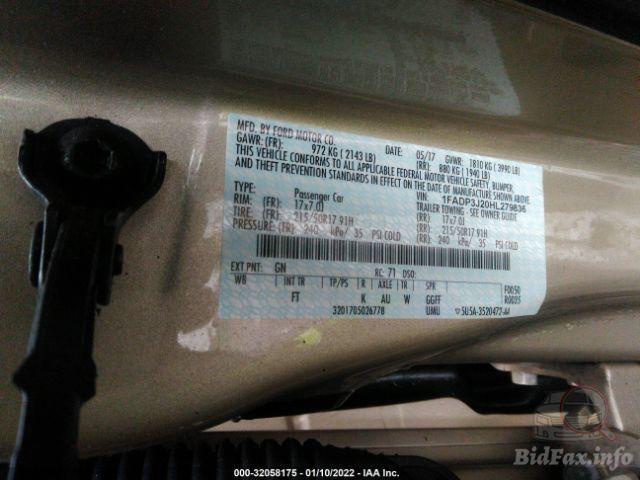 MFD. BY FORD MOTOR CO.
05/17 GVWR: 1810 KG ( 3990 LB)
GAWR: (FR): 972 KG ( 2143 LB) 880 KG ( 1940 LB)
THIS VEHICLE CONFORMS TO ALL APPLICABLE FEDERAL MOTOR VEHICLE SAFETY, BUMPER,
AND THEFT PREVENTION STANDARDS IN EFFECT ON THE DATE OF MANUFACTURE SHOWN ABOVE.
VIN: 1FADP3J20HL279836
TYPE: Passenger Car TRAILER TOWING - SEE OWNER GUIDE
RIM: (FR): 17x7.0J (RR): 17x7.0J
TIRE: (FR): 215/50R17 91H (RR): 215/50R17 91H
PRESSURE: (FR): 240 kPa/ 35 PSI COLD (RR): 240 kPa/ 35 PSI COLD
EXT PNT: GN RC: 71 DSO:
WB INT TR TP/PS R AXLE TR SPR F0050
FT K AU W GGFF R0025
3201705026778 UMU ▽5U5A-3520472-AA
BidFax.info
000-32058175 - 01/10/2022 - IAA Inc.